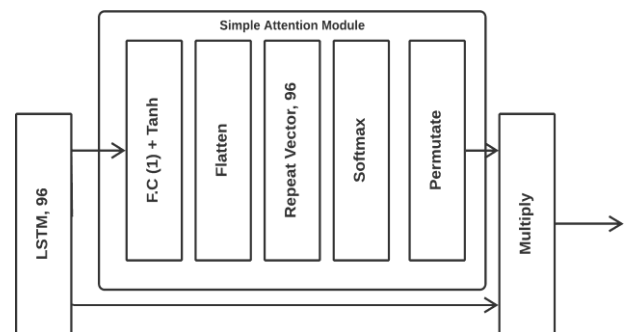 Simple Attention Module
LSTM, 96
F.C (1) + Tanh
Flatten
Repeat Vector, 96
Softmax
Permutate
Multiply